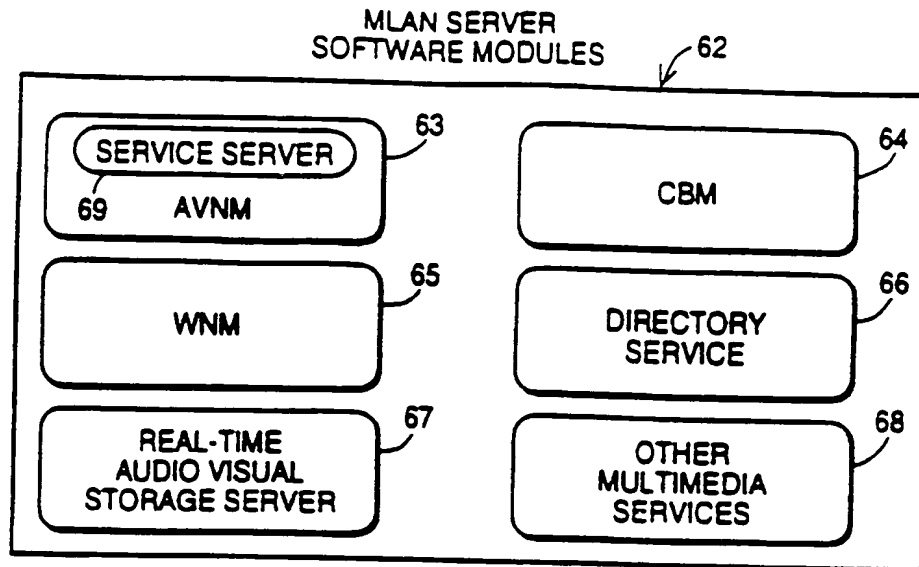 MLAN SERVER
SOFTWARE MODULES
62
SERVICE SERVER
69
AVNM
63
CBM
64
WNM
65
DIRECTORY
SERVICE
66
REAL-TIME
AUDIO VISUAL
STORAGE SERVER
67
OTHER
MULTIMEDIA
SERVICES
68